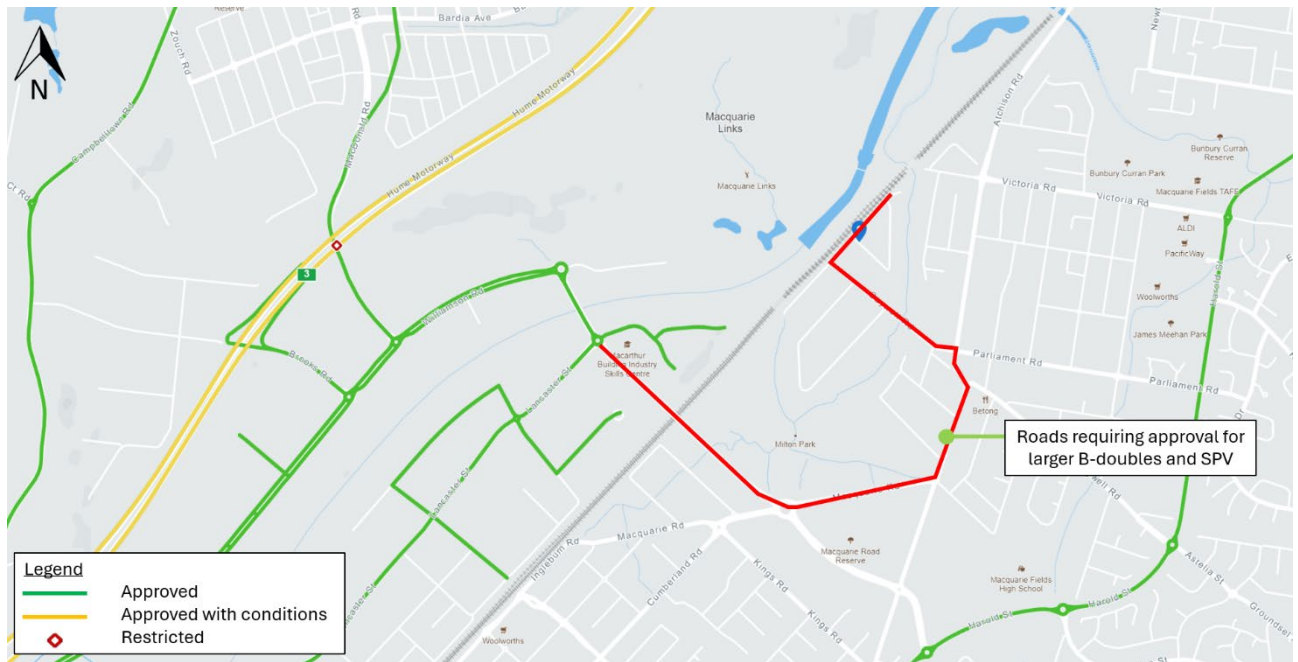 Reserve
Bardia Ave
Zouch Rd
N
Campbelltown Rd
MacDonald Rd
Hume Motorway
Hume Motorway
Ct Rd
3
Macquarie
Links
Macquarie Links
Atchison Rd
Bunbury Curran
Reserve
Bunbury Curran Park
Macquarie Fields TAFE
Victoria Rd
Victoria Rd
ALDI
PacificWay
Woolworths
James Meehan Park
Harold St
Williamson Rd
Brooks Rd
Macarthur
Building Industry
Skills Centre
Lancaster St
Parliament Rd
Parliament Rd
Dr
Betong
Milton Park
Roads requiring approval for
larger B-doubles and SPV
Lancaster St
Macquarie Rd
Ingleburn Rd
Cumberland Rd
Kings Rd
Kings Rd
Macquarie Road
Reserve
Macquarie Fields
High School
Harold St
Harold St
Astelia St
Groundsel
Woolworths
Legend
Approved
Approved with conditions
Restricted